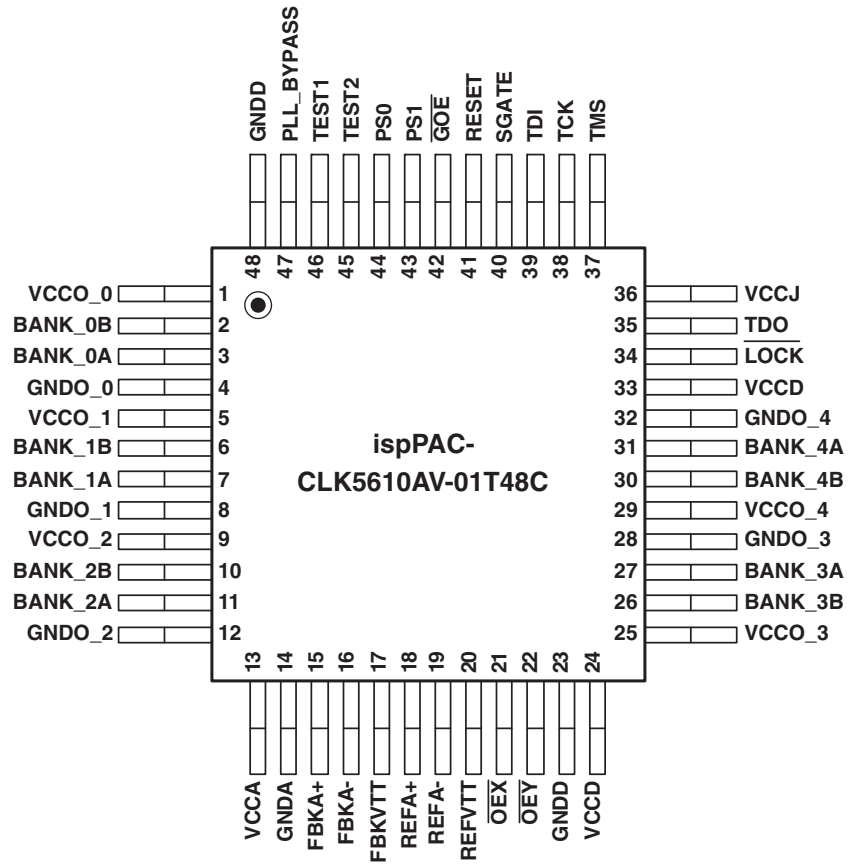 GNDD
PLL_BYPASS
TEST1
TEST2
PS0
PS1
GOE
RESET
SGATE
TDI
TCK
TMS
48
47
46
45
44
43
42
41
40
39
38
37
VCCO_0 1
BANK_0B 2
BANK_0A 3
GNDO_0 4
VCCO_1 5
BANK_1B 6
BANK_1A 7
GNDO_1 8
VCCO_2 9
BANK_2B 10
BANK_2A 11
GNDO_2 12
ispPAC-
CLK5610AV-01T48C
36 VCCJ
35 TDO
34 LOCK
33 VCCD
32 GNDO_4
31 BANK_4A
30 BANK_4B
29 VCCO_4
28 GNDO_3
27 BANK_3A
26 BANK_3B
25 VCCO_3
13
14
15
16
17
18
19
20
21
22
23
24
VCCA
GNDA
FBKA+
FBKA-
FBKVTT
REFA+
REFA-
REFVTT
OEX
OEY
GNDD
VCCD